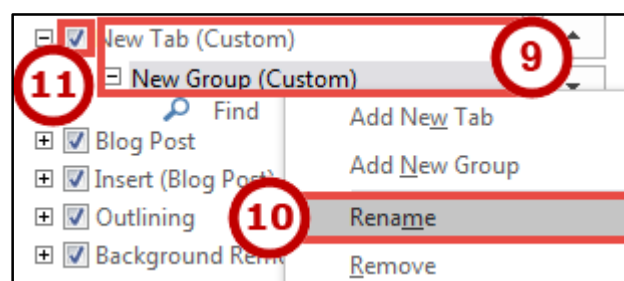 New Tab (Custom)
9
11
New Group (Custom)
Find
Add New Tab
Blog Post
Add New Group
Insert (Blog Post)
Outlining
10
Rename
Background
Remove